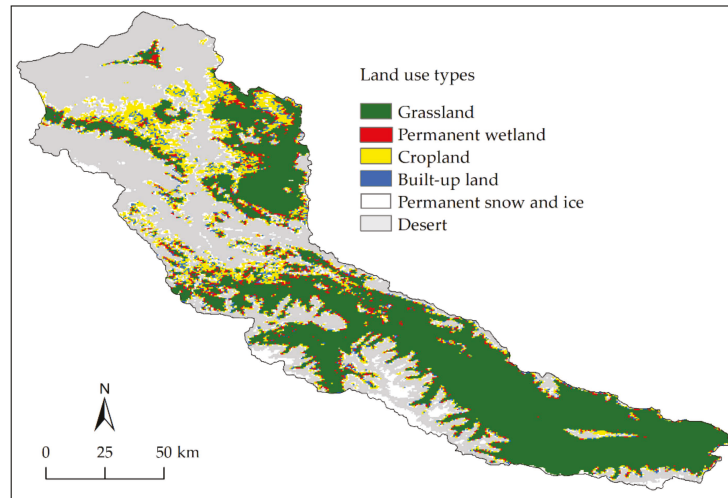 Land use types
Grassland
Permanent wetland
Cropland
Built-up land
Permanent snow and ice
Desert
N
0 25 50 km